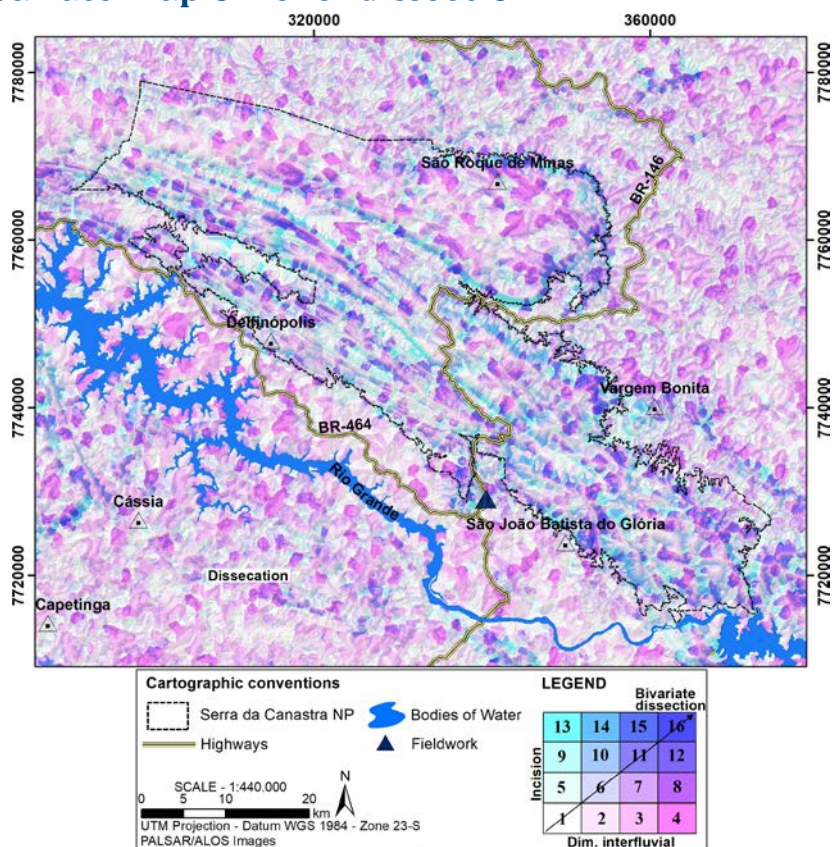 320000 360000
7780000 7780000
São Roque de Minas
BR-146
7760000 7760000
Delfinópolis
Vargem Bonita
7740000 7740000
BR-464
Rio Grande
Cássia
São João Batista do Glória
7720000 7720000
Dissecation
Capetinga
Cartographic conventions
Serra da Canastra NP
Bodies of Water
Highways
Fieldwork
SCALE - 1:440.000
N
0 5 10 20
km
UTM Projection - Datum WGS 1984 - Zone 23-S
PALSAR/ALOS Images
LEGEND
Bivariate
dissection
13 14 15 16
9 10 11 12
5 6 7 8
1 2 3 4
Incision
Dim. interfluvial